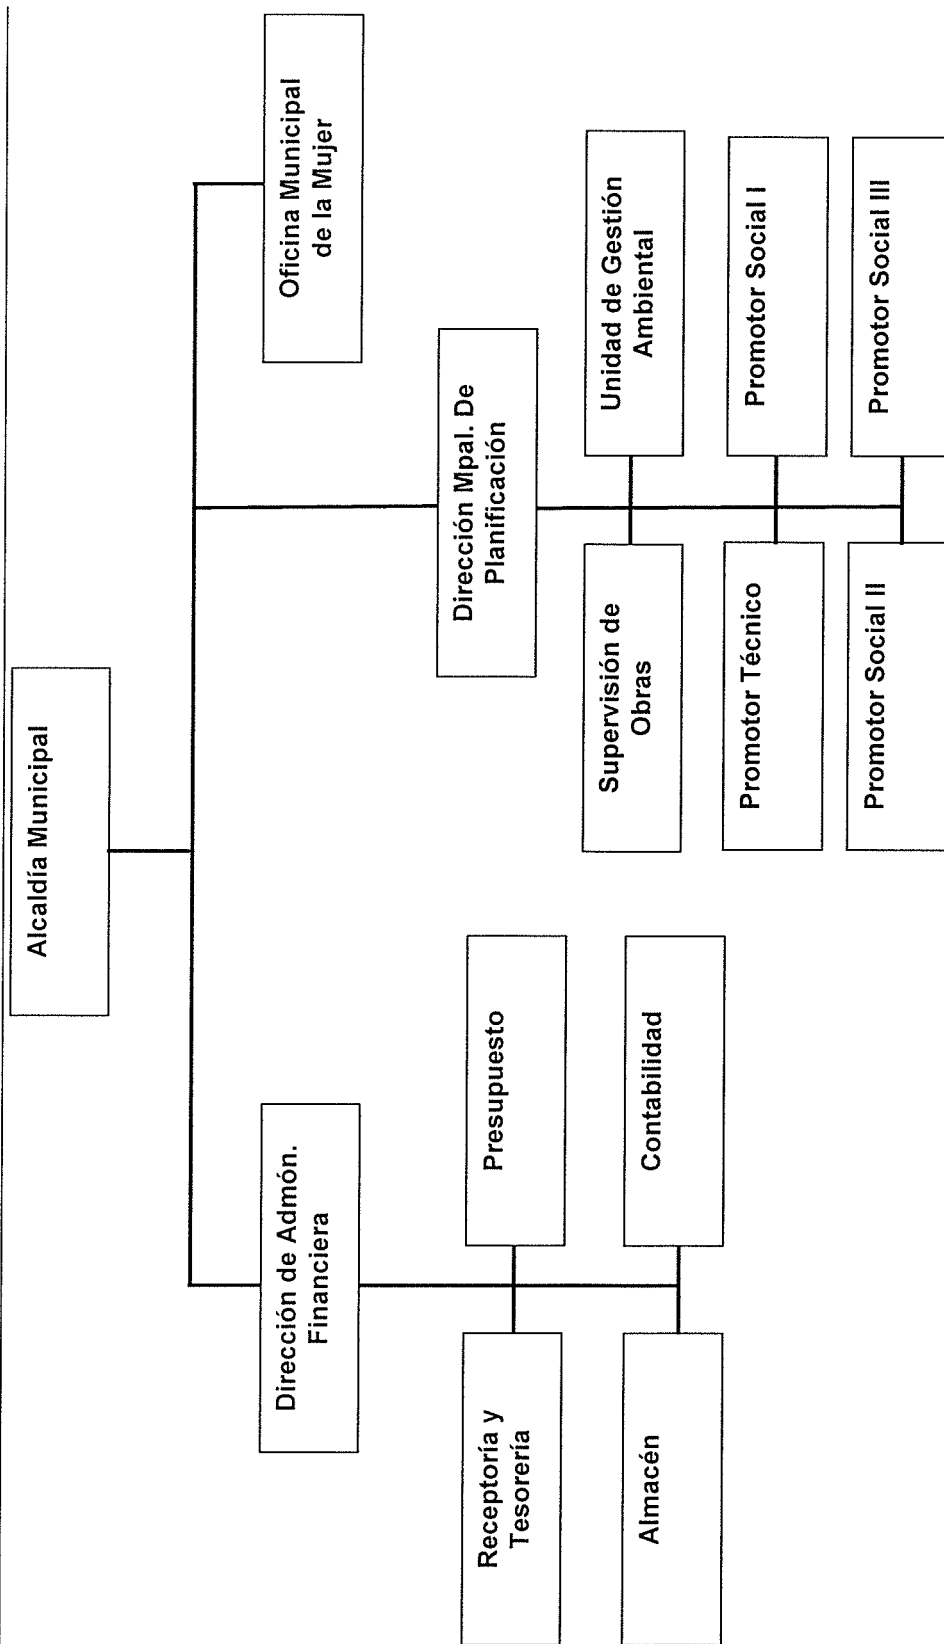 Alcaldía Municipal
Dirección de Admón.
Financiera
Oficina Municipal
de la Mujer
Dirección Mpal. De
Planificación
Receptoría y
Tesorería
Presupuesto
Almacén
Contabilidad
Supervisión de
Obras
Unidad de Gestión
Ambiental
Promotor Técnico
Promotor Social I
Promotor Social II
Promotor Social III